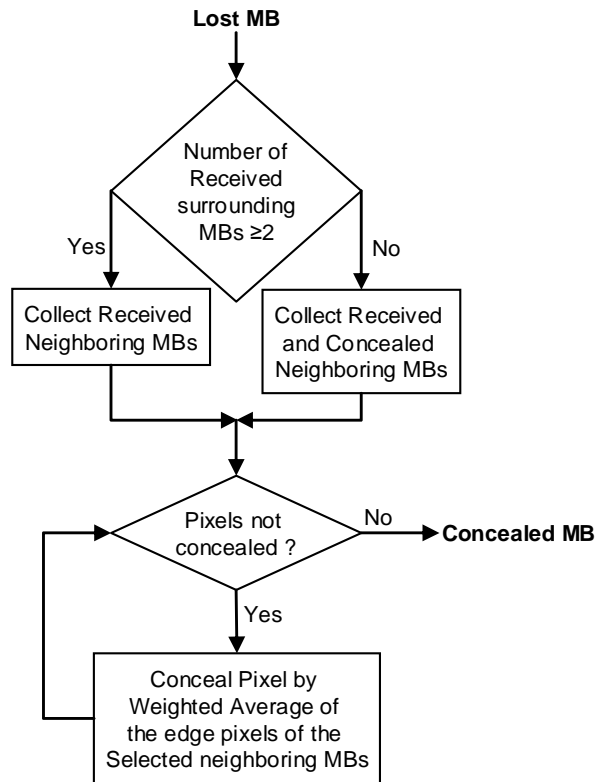 Lost MB
Number of
Received
surrounding
MBs ≥2
Yes
No
Collect Received
Neighboring MBs
Collect Received
and Concealed
Neighboring MBs
Pixels not
concealed ?
No
Concealed MB
Yes
Conceal Pixel by
Weighted Average of
the edge pixels of the
Selected neighboring MBs